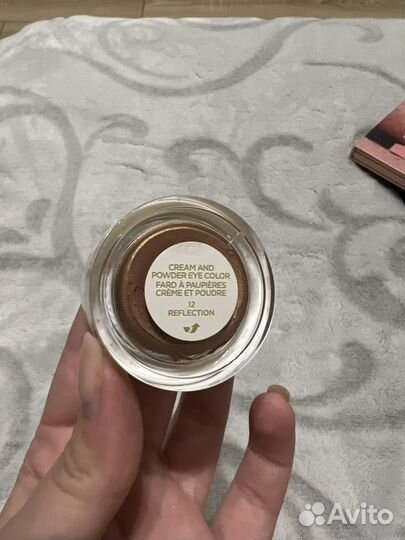 CREAM AND
POWDER EYE COLOR
FARD À PAUPIÈRES
CRÈME ET POUDRE
12
REFLECTION
Avito